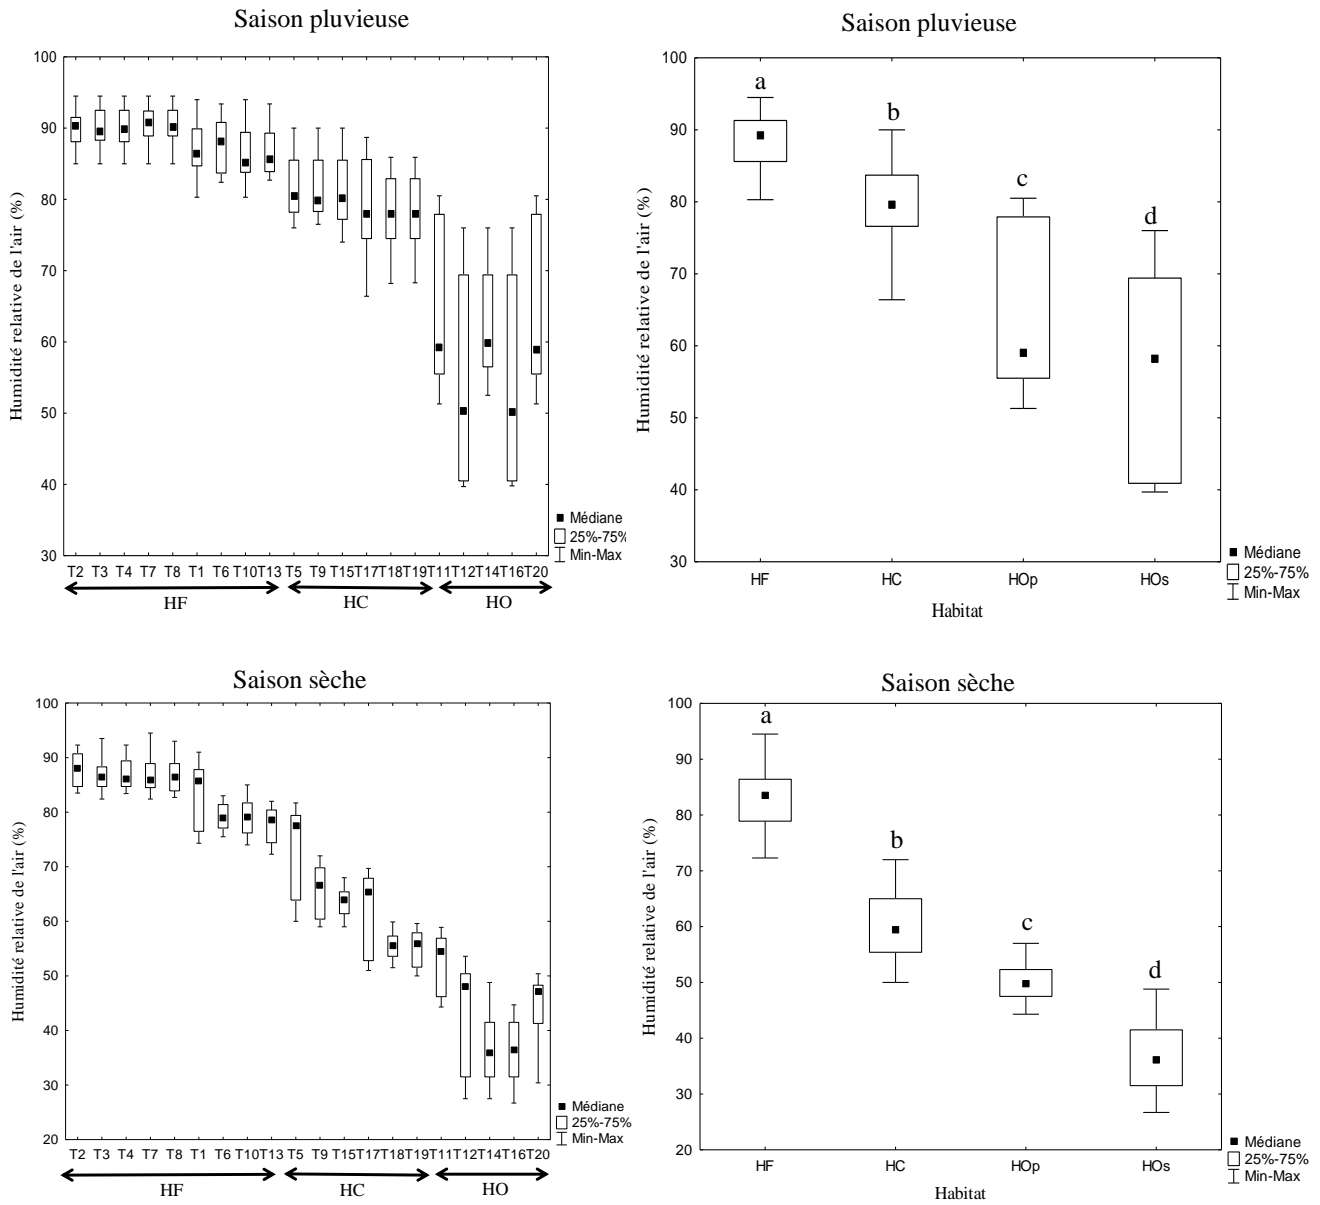 Saison pluvieuse
Humidité relative de l'air (%)
100
90
80
70
60
50
40
30
T2 T3 T4 T7 T8 T1 T6 T10 T13 T5 T9 T15 T17 T18 T19 T11 T12 T14 T16 T20
HF HC HO
Médiane
25%-75%
Min-Max
Saison pluvieuse
Humidité relative de l'air (%)
100
90
80
70
60
50
40
30
a
b
c
d
HF HC HOp HOs
Habitat
Médiane
25%-75%
Min-Max
Saison sèche
Humidité relative de l'air (%)
100
90
80
70
60
50
40
30
20
T2 T3 T4 T7 T8 T1 T6 T10 T13 T5 T9 T15 T17 T18 T19 T11 T12 T14 T16 T20
HF HC HO
Médiane
25%-75%
Min-Max
Saison sèche
Humidité relative de l'air (%)
100
90
80
70
60
50
40
30
20
a
b
c
d
HF HC HOp HOs
Habitat
Médiane
25%-75%
Min-Max